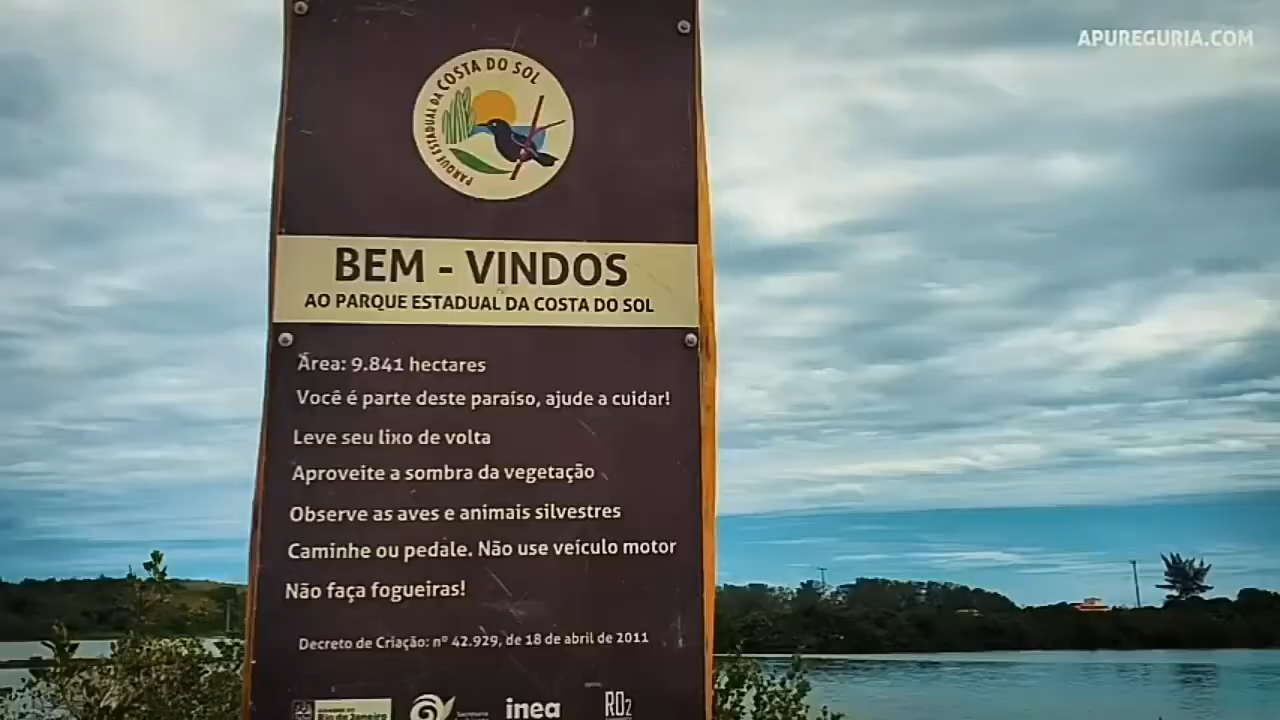 APUREGURIA.COM
PARQUE ESTADUAL DA COSTA DO SOL
BEM - VINDOS
AO PARQUE ESTADUAL DA COSTA DO SOL
Área: 9.841 hectares
Você é parte deste paraíso, ajude a cuidar!
Leve seu lixo de volta
Aproveite a sombra da vegetação
Observe as aves e animais silvestres
Caminhe ou pedale. Não use veículo motor
Não faça fogueiras!
Decreto de Criação: nº 42.929, de 18 de abril de 2011
Rio de Janeiro
inea